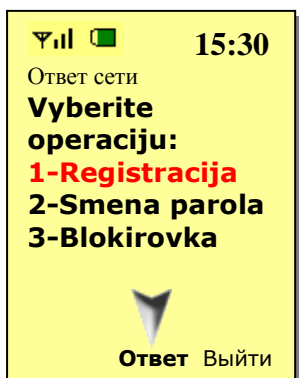 15:30
Ответ сети
Vyberite
operaciju:
1-Registracija
2-Smena parola
3-Blokirovka
Ответ Выйти